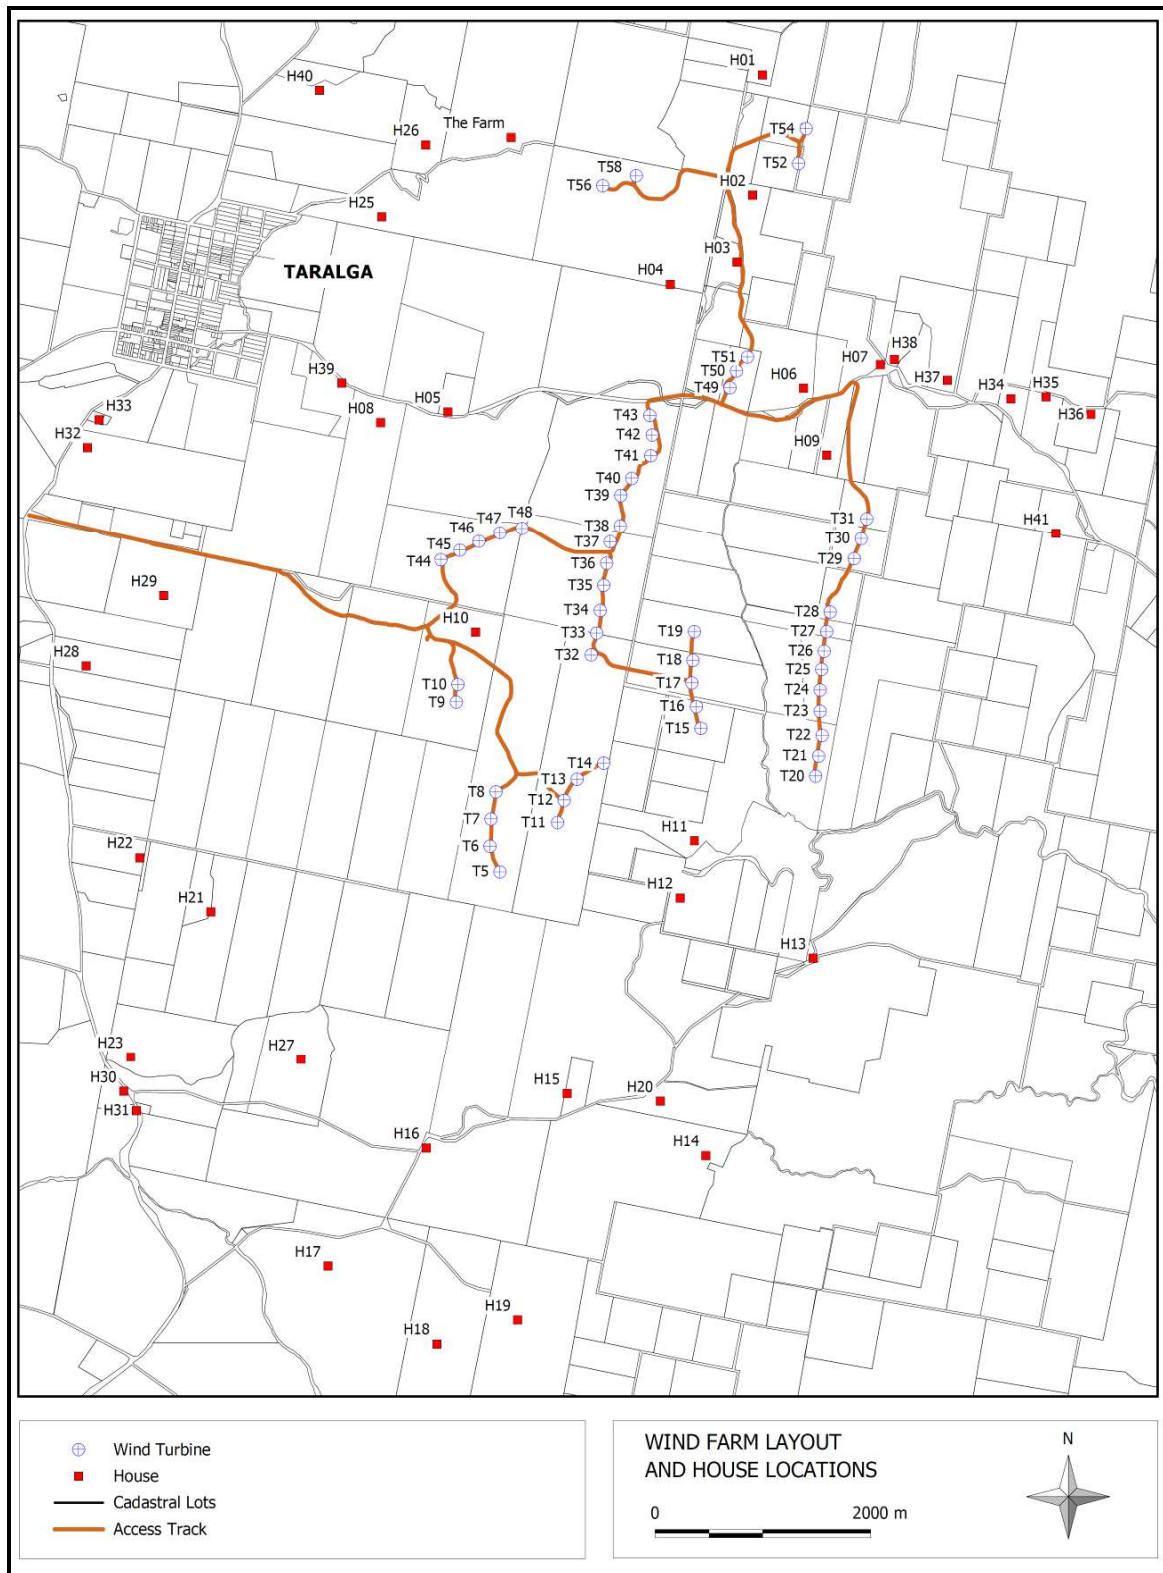 H01
H40
The Farm
T54
H26
T52
T58
H02
T56
H25
H03
TARALGA
H04
T51
H07
H38
T50
H39
T49
H06
H37
H34
H35
H33
H08
H05
T43
H36
H32
T42
T41
H09
T40
T39
T48
T47
T46
T38
T31
H41
T45
T37
T30
T44
T36
T29
H29
T35
T34
T28
H10
T33
T19
T27
H28
T32
T18
T26
T25
T10
T17
T24
T9
T16
T23
T15
T22
T14
T21
T13
T20
T8
T12
T7
T11
H11
T6
H22
T5
H21
H12
H13
H23
H27
H30
H15
H20
H31
H16
H14
H17
H19
H18
Wind Turbine
House
Cadastral Lots
Access Track
WIND FARM LAYOUT
AND HOUSE LOCATIONS
N
0 2000 m